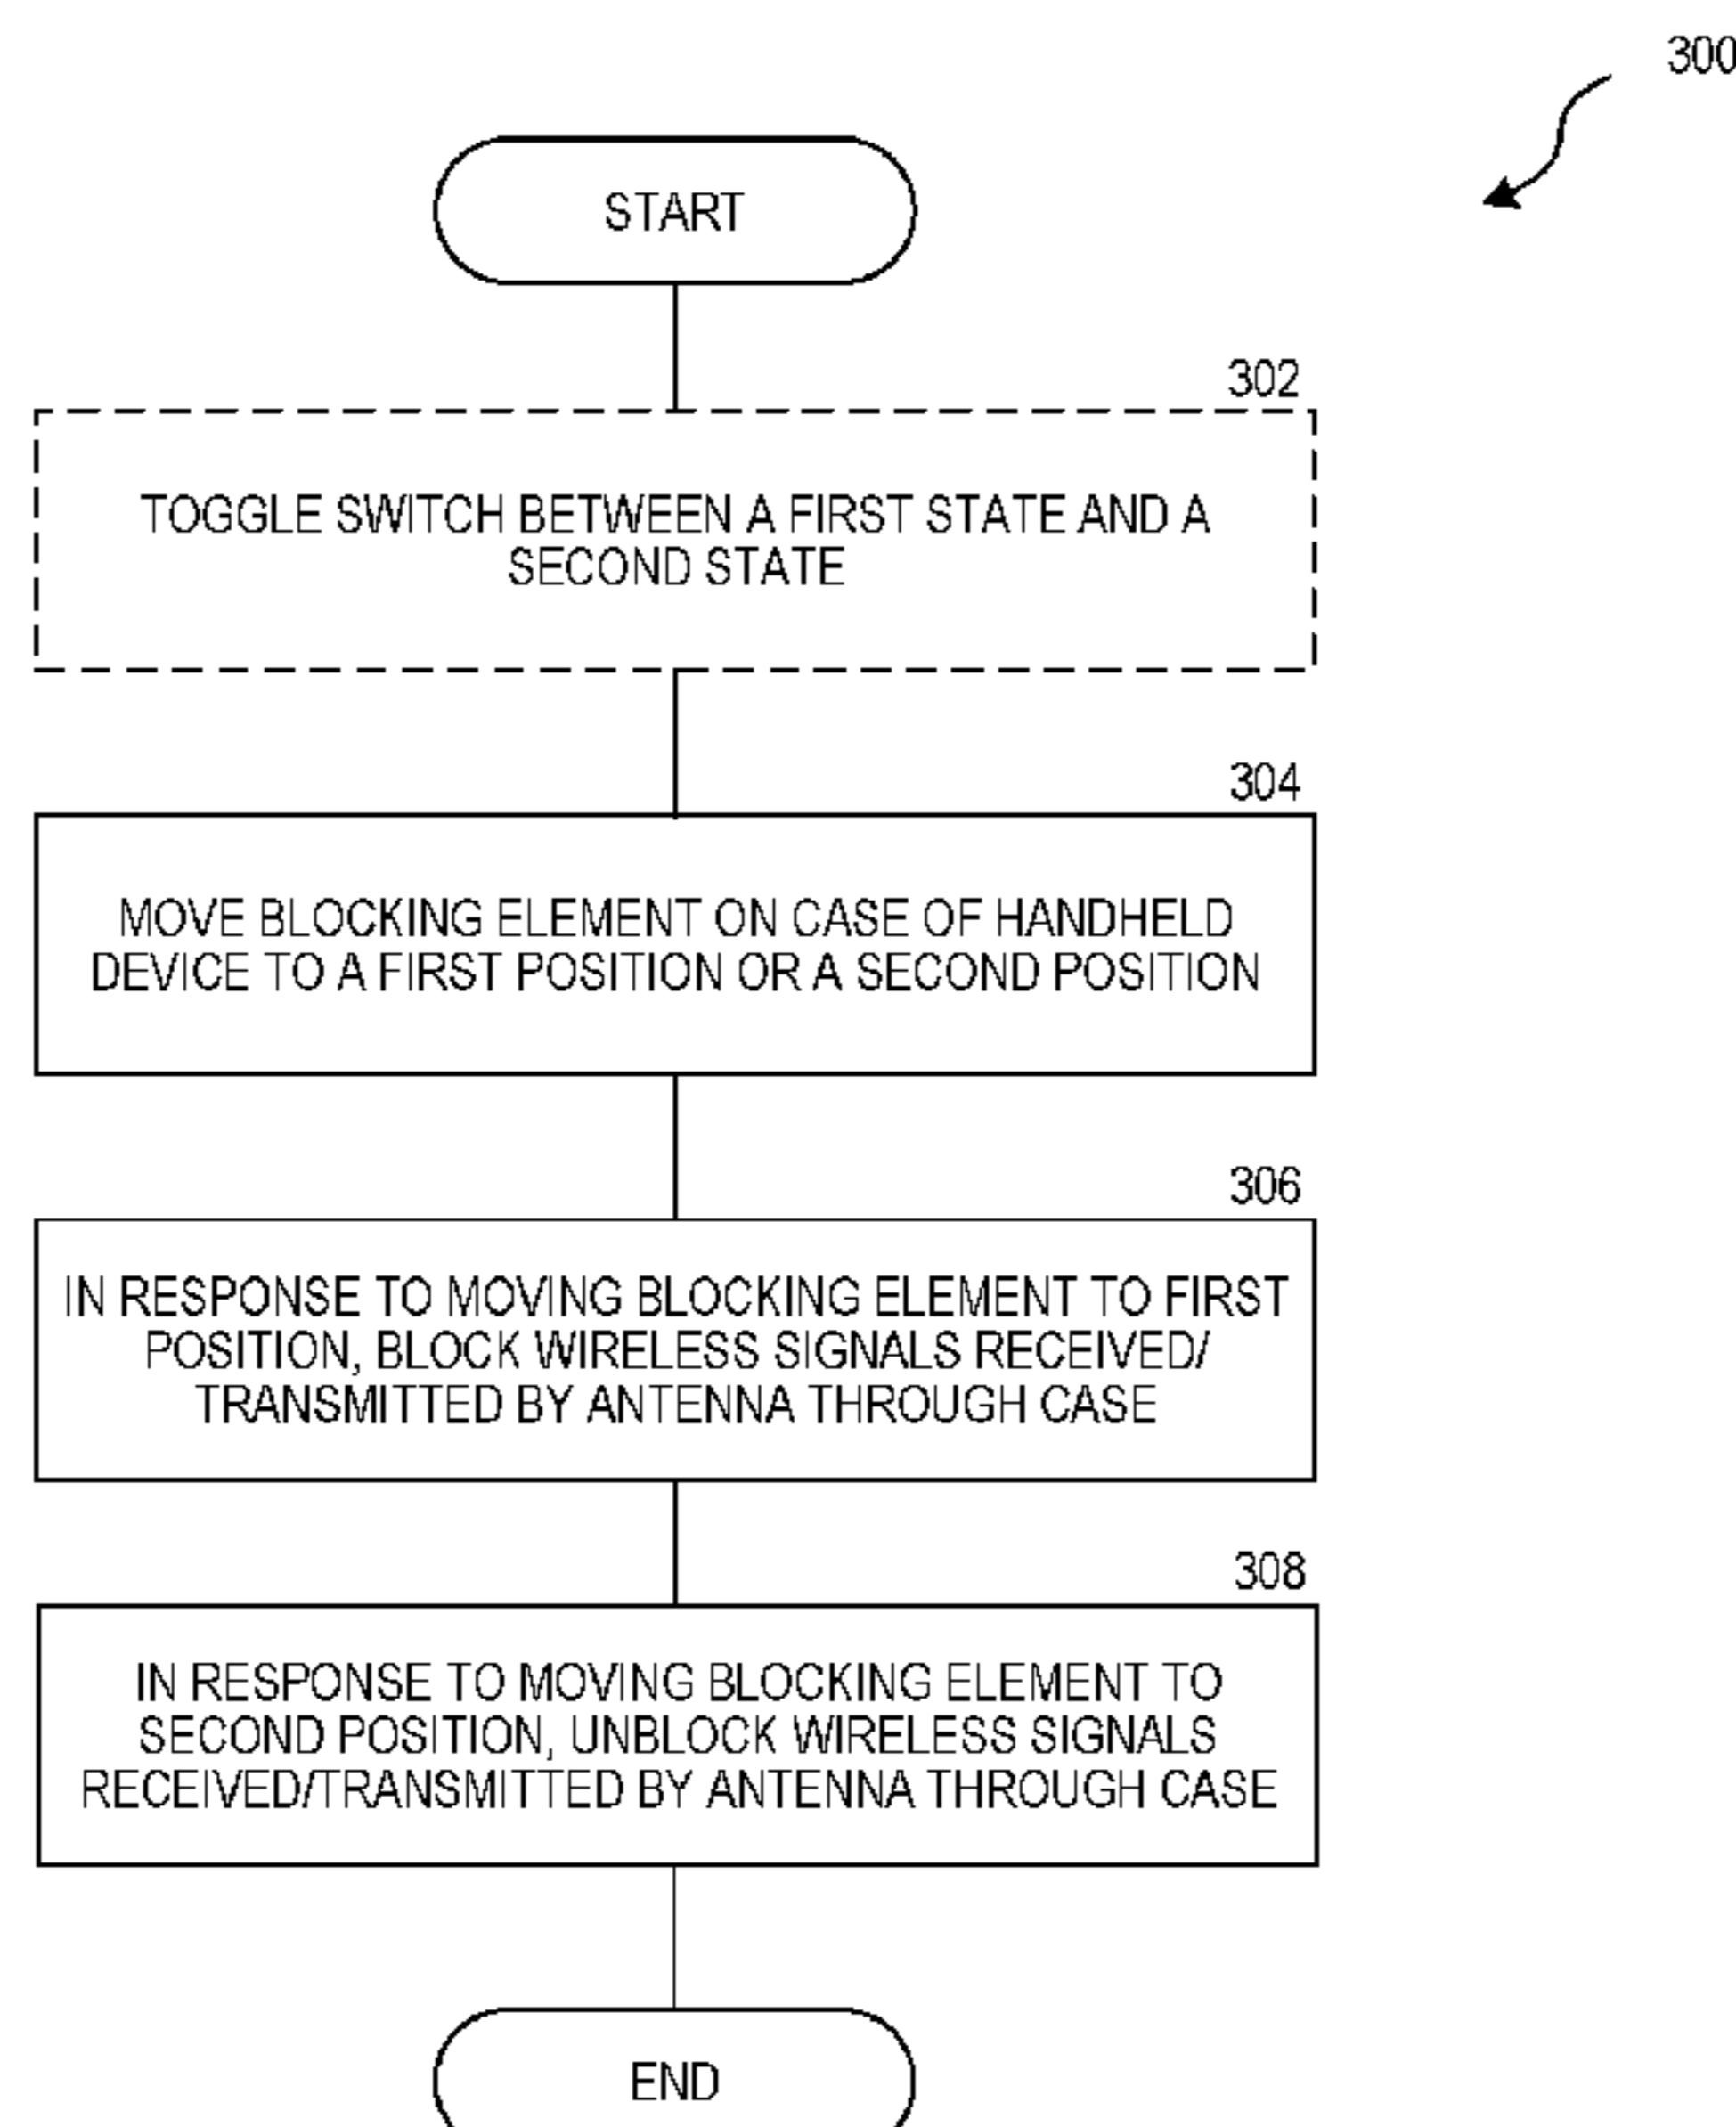 300
START
302
TOGGLE SWITCH BETWEEN A FIRST STATE AND A
SECOND STATE
304
MOVE BLOCKING ELEMENT ON CASE OF HANDHELD
DEVICE TO A FIRST POSITION OR A SECOND POSITION
306
IN RESPONSE TO MOVING BLOCKING ELEMENT TO FIRST
POSITION, BLOCK WIRELESS SIGNALS RECEIVED/
TRANSMITTED BY ANTENNA THROUGH CASE
308
IN RESPONSE TO MOVING BLOCKING ELEMENT TO
SECOND POSITION, UNBLOCK WIRELESS SIGNALS
RECEIVED/TRANSMITTED BY ANTENNA THROUGH CASE
END